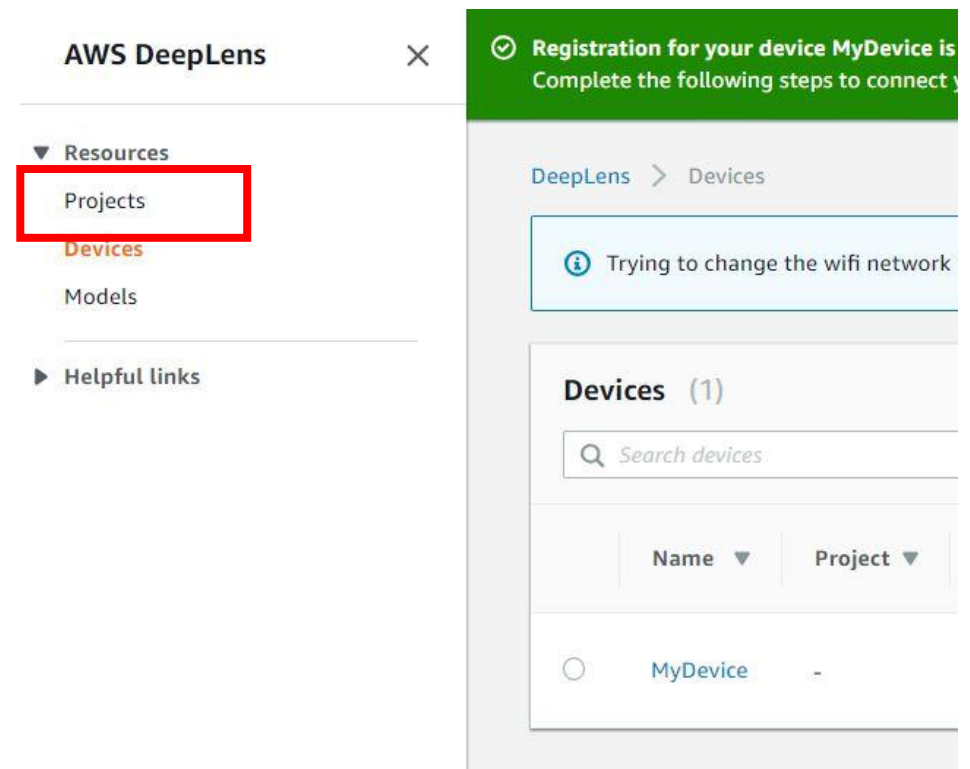 AWS DeepLens
Resources
Projects
Devices
Models
Helpful links
Registration for your device MyDevice is
Complete the following steps to connect
DeepLens > Devices
Trying to change the wifi network
Devices (1)
Search devices
Name Project
MyDevice -